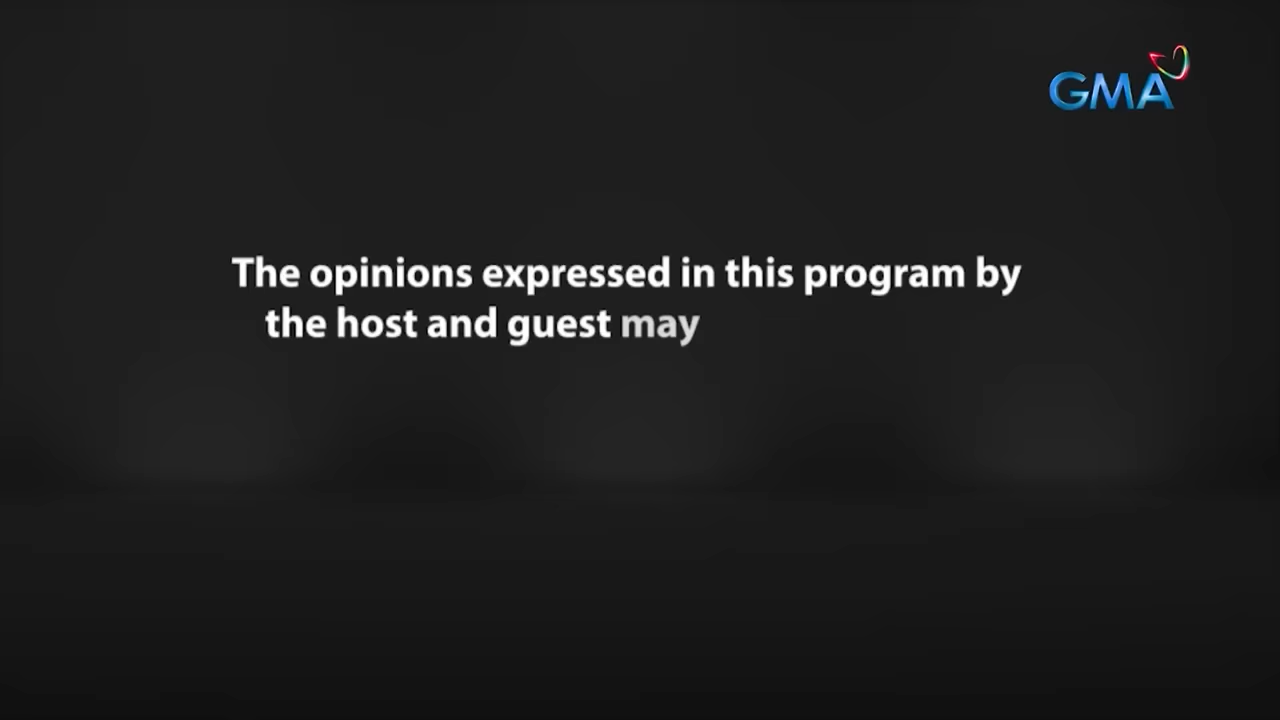 GMA
The opinions expressed in this program by
the host and guest may